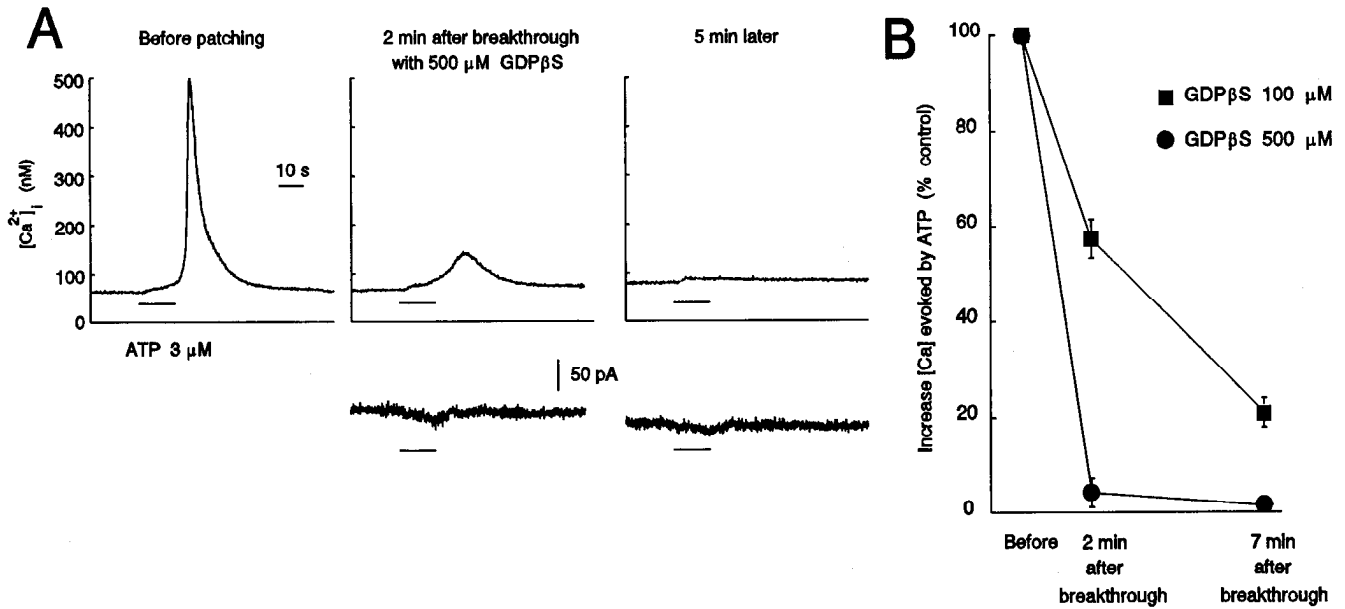 A
Before patching
2 min after breakthrough
with 500 μM GDPβS
5 min later
500
400
300
200
100
0
[Ca²⁺]i (nM)
10 s
ATP 3 μM
50 pA
B
100
80
60
40
20
0
Increase [Ca] evoked by ATP (% control)
GDPβS 100 μM
GDPβS 500 μM
Before
2 min
after
breakthrough
7 min
after
breakthrough